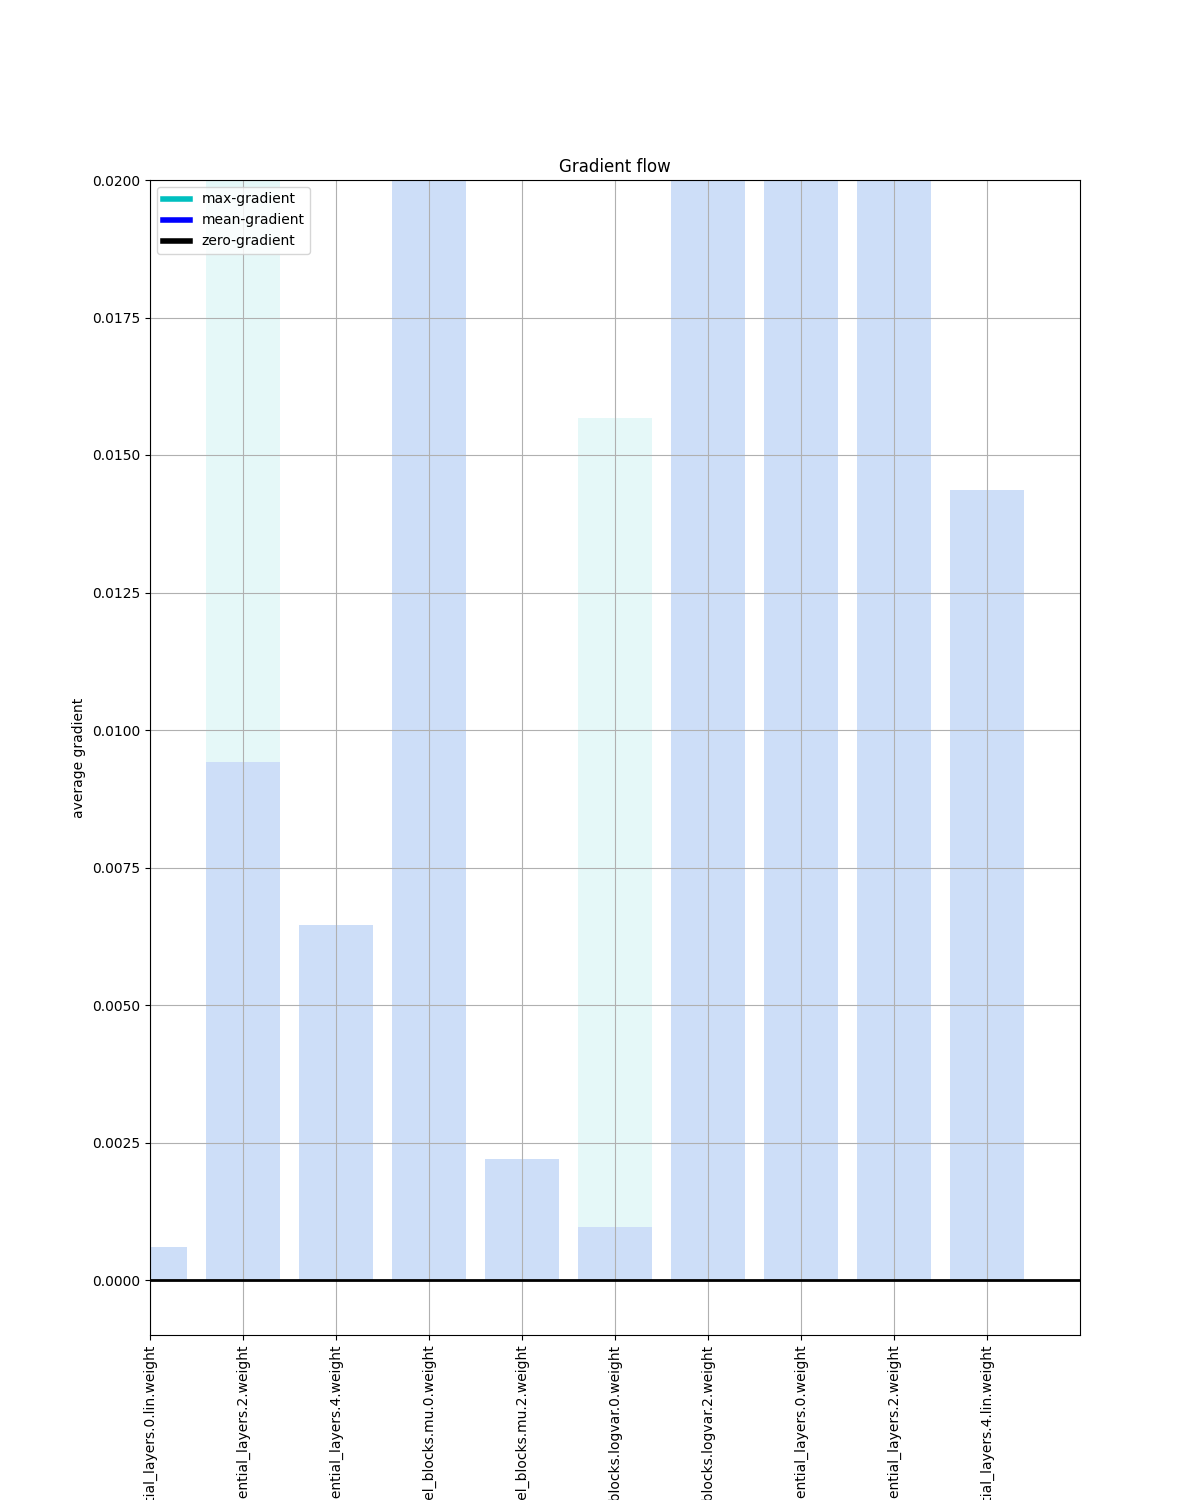 Gradient flow
max-gradient
mean-gradient
zero-gradient
0.0200
0.0175
0.0150
0.0125
0.0100
0.0075
0.0050
0.0025
0.0000
average gradient
tial_layers.0.lin.weight
ential_layers.2.weight
ential_layers.4.weight
el_blocks.mu.0.weight
el_blocks.mu.2.weight
blocks.logvar.0.weight
blocks.logvar.2.weight
ential_layers.0.weight
ential_layers.2.weight
tial_layers.4.lin.weight